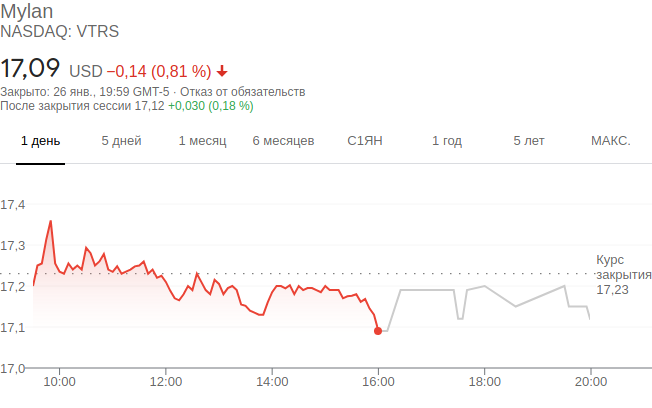 Mylan
NASDAQ: VTRS
17,09 USD −0,14 (0,81 %)
Закрыто: 26 янв., 19:59 GMT-5 · Отказ от обязательств
После закрытия сессии 17,12 +0,030 (0,18 %)
1 день 5 дней 1 месяц 6 месяцев С1ЯН 1 год 5 лет МАКС.
17,4
17,3
Курс
закрытия
17,23
17,2
17,1
17,0
10:00 12:00 14:00 16:00 18:00 20:00